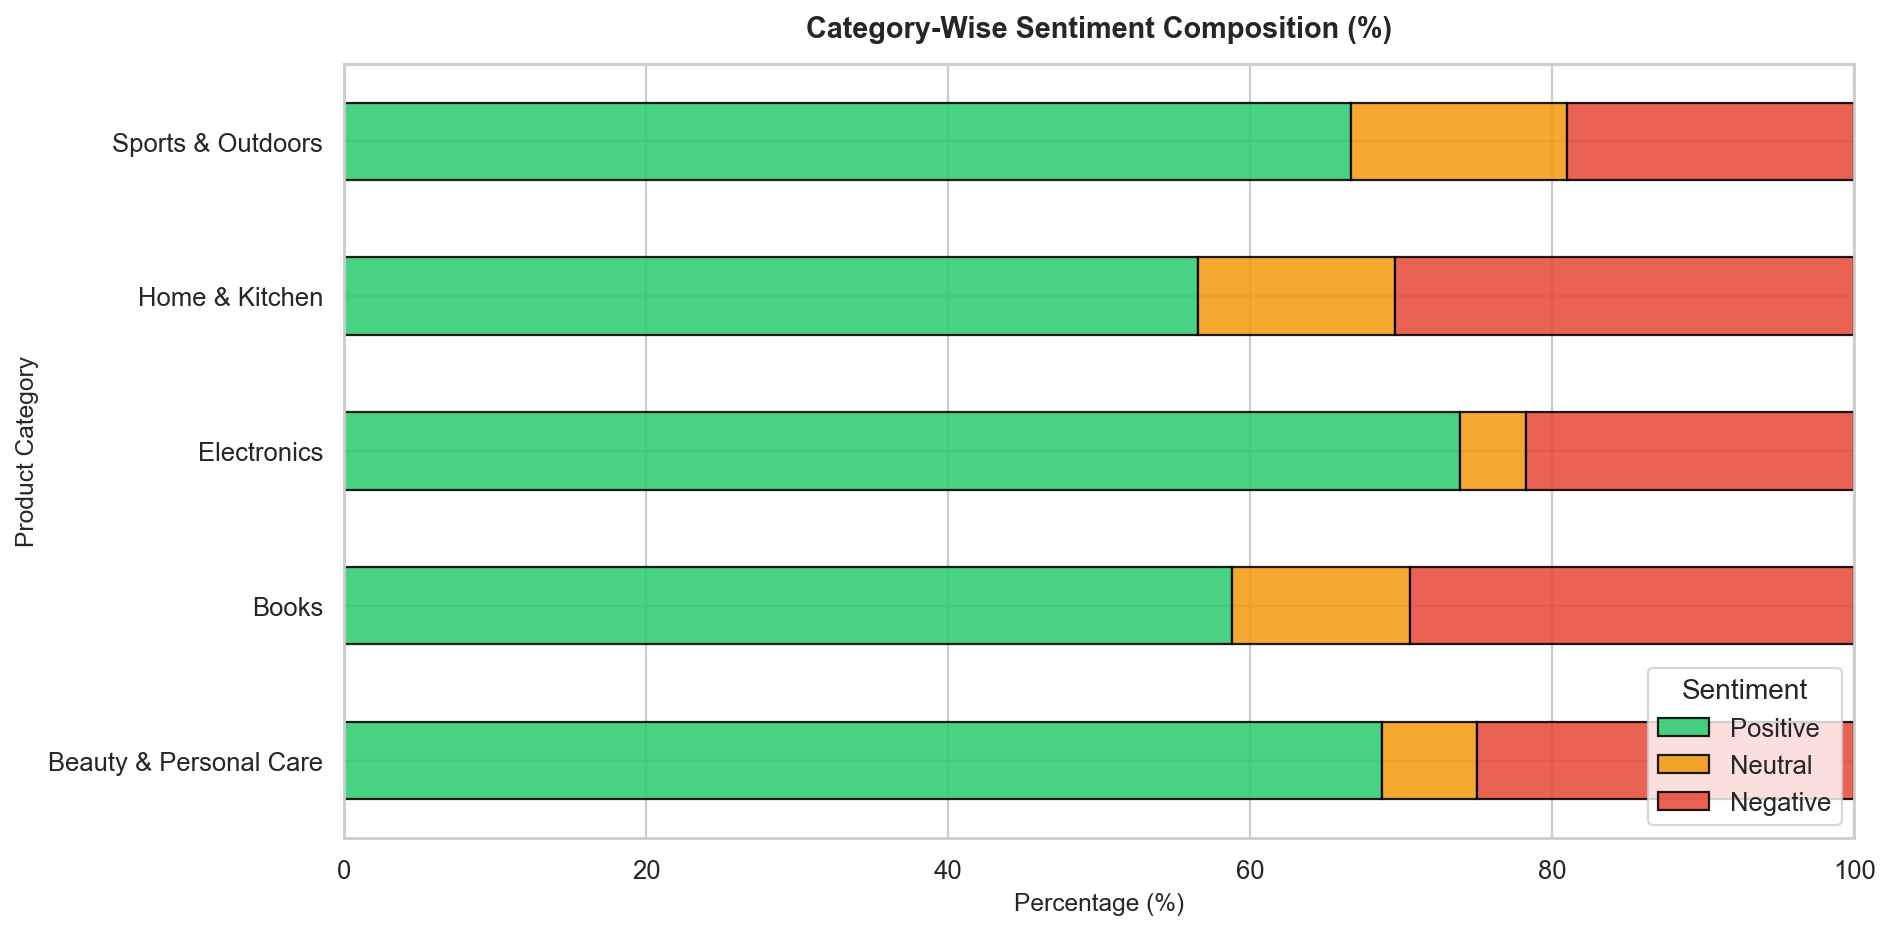 Category-Wise Sentiment Composition (%)
Product Category
Sports & Outdoors
Home & Kitchen
Electronics
Books
Beauty & Personal Care
Sentiment
Positive
Neutral
Negative
0 20 40 60 80 100
Percentage (%)